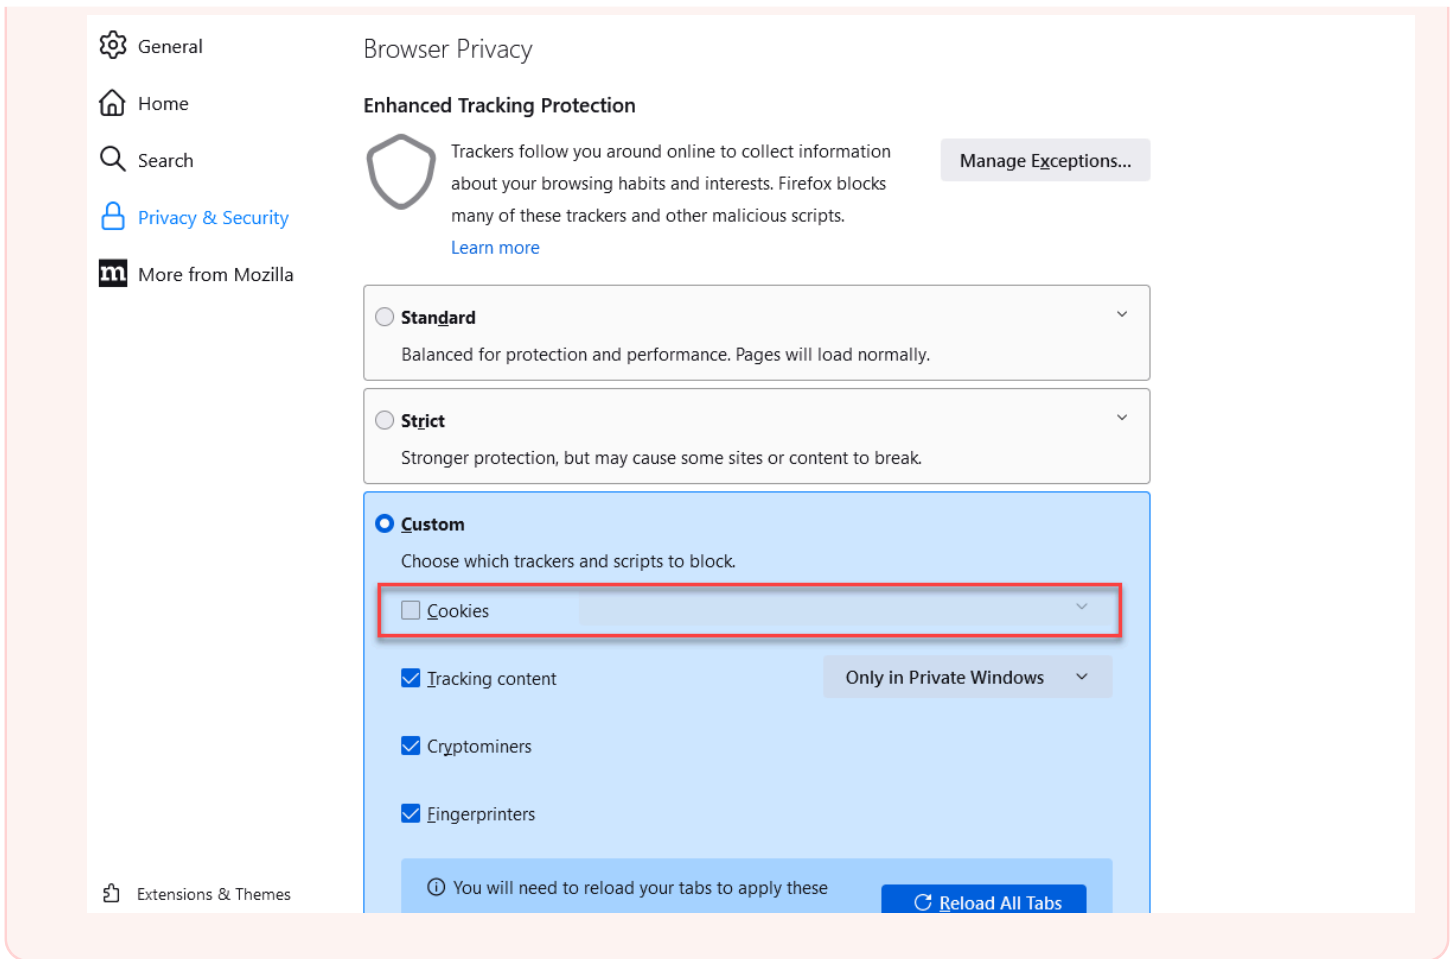 General
Home
Search
Privacy & Security
m More from Mozilla
Extensions & Themes
Browser Privacy
Enhanced Tracking Protection
Trackers follow you around online to collect information
about your browsing habits and interests. Firefox blocks
many of these trackers and other malicious scripts.
Learn more
Manage Exceptions...
Standard
Balanced for protection and performance. Pages will load normally.
Strict
Stronger protection, but may cause some sites or content to break.
Custom
Choose which trackers and scripts to block.
Cookies
Tracking content
Only in Private Windows
Cryptominers
Fingerprinters
You will need to reload your tabs to apply these
Reload All Tabs